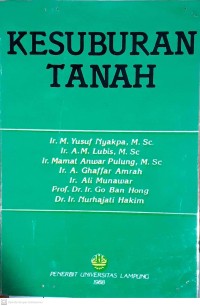 KESUBURAN
TANAH
Ir. M. Yusuf Nyakpa, M. Sc
Ir. A.M. Lubis, M. Sc
Ir. Mamat Anwar Pulung, M. Sc
Ir. A. Ghaffar Amrah
Ir. Ali Munawar
Prof. Dr. Ir. Go Ban Hong
Dr. Ir. Nurhajati Hakim
PENERBIT UNIVERSITAS LAMPUNG
1988